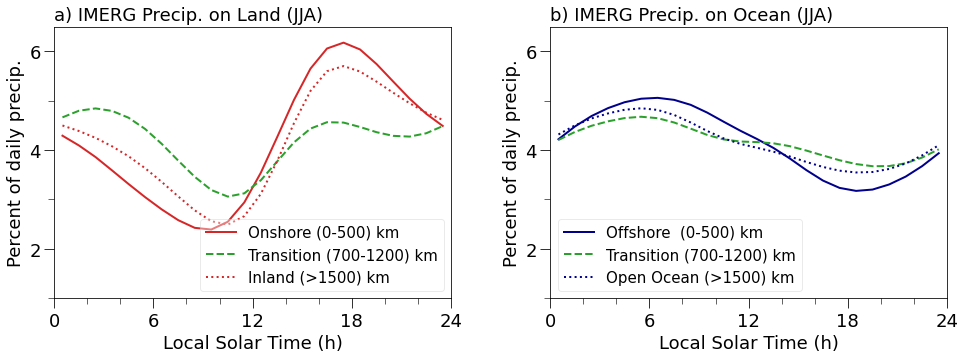 a) IMERG Precip. on Land (JJA)
Percent of daily precip.
6
4
2
Onshore (0-500) km
Transition (700-1200) km
Inland (>1500) km
0 6 12 18 24
Local Solar Time (h)
b) IMERG Precip. on Ocean (JJA)
Percent of daily precip.
6
4
2
Offshore  (0-500) km
Transition (700-1200) km
Open Ocean (>1500) km
0 6 12 18 24
Local Solar Time (h)